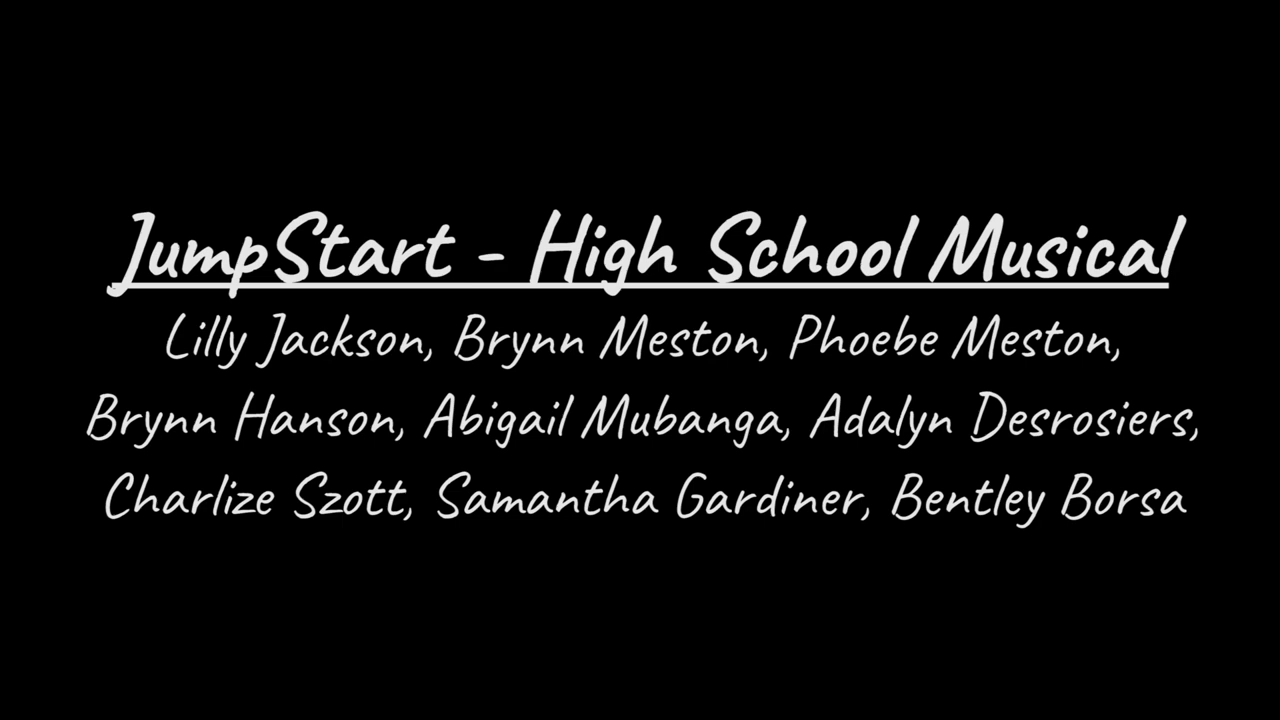 JumpStart - High School Musical
Lilly Jackson, Brynn Meston, Phoebe Meston,
Brynn Hanson, Abigail Mubanga, Adalyn Desrosiers,
Charlize Szott, Samantha Gardiner, Bentley Borsa